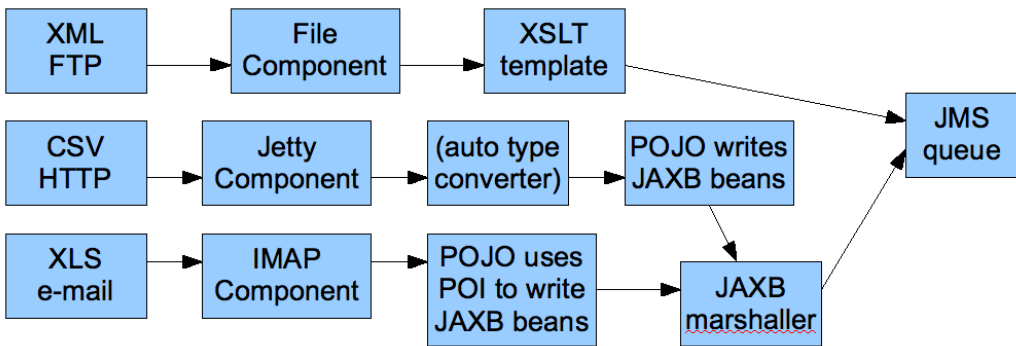 XML
FTP
File
Component
XSLT
template
JMS
queue
CSV
HTTP
Jetty
Component
(auto type
converter)
POJO writes
JAXB beans
XLS
e-mail
IMAP
Component
POJO uses
POI to write
JAXB beans
JAXB
marshaller